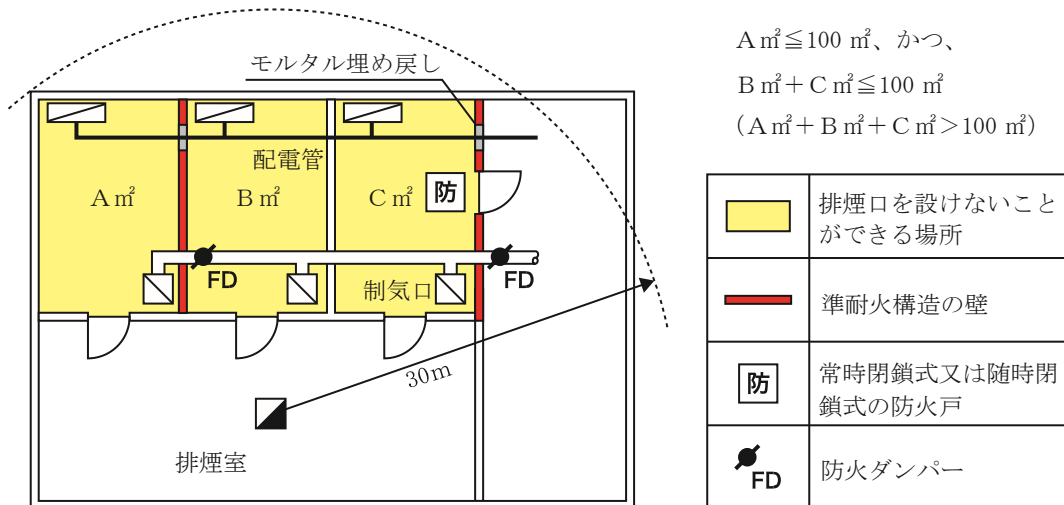 モルタル埋め戻し
配電管
A㎡
B㎡
C㎡
防
FD
FD
制気口
30m
排煙室
A㎡≦100 ㎡、かつ、
B㎡+C㎡≦100 ㎡
(A㎡+B㎡+C㎡>100 ㎡)
排煙口を設けないこと
ができる場所
準耐火構造の壁
防
常時閉鎖式又は随時閉
鎖式の防火戸
FD
防火ダンパー